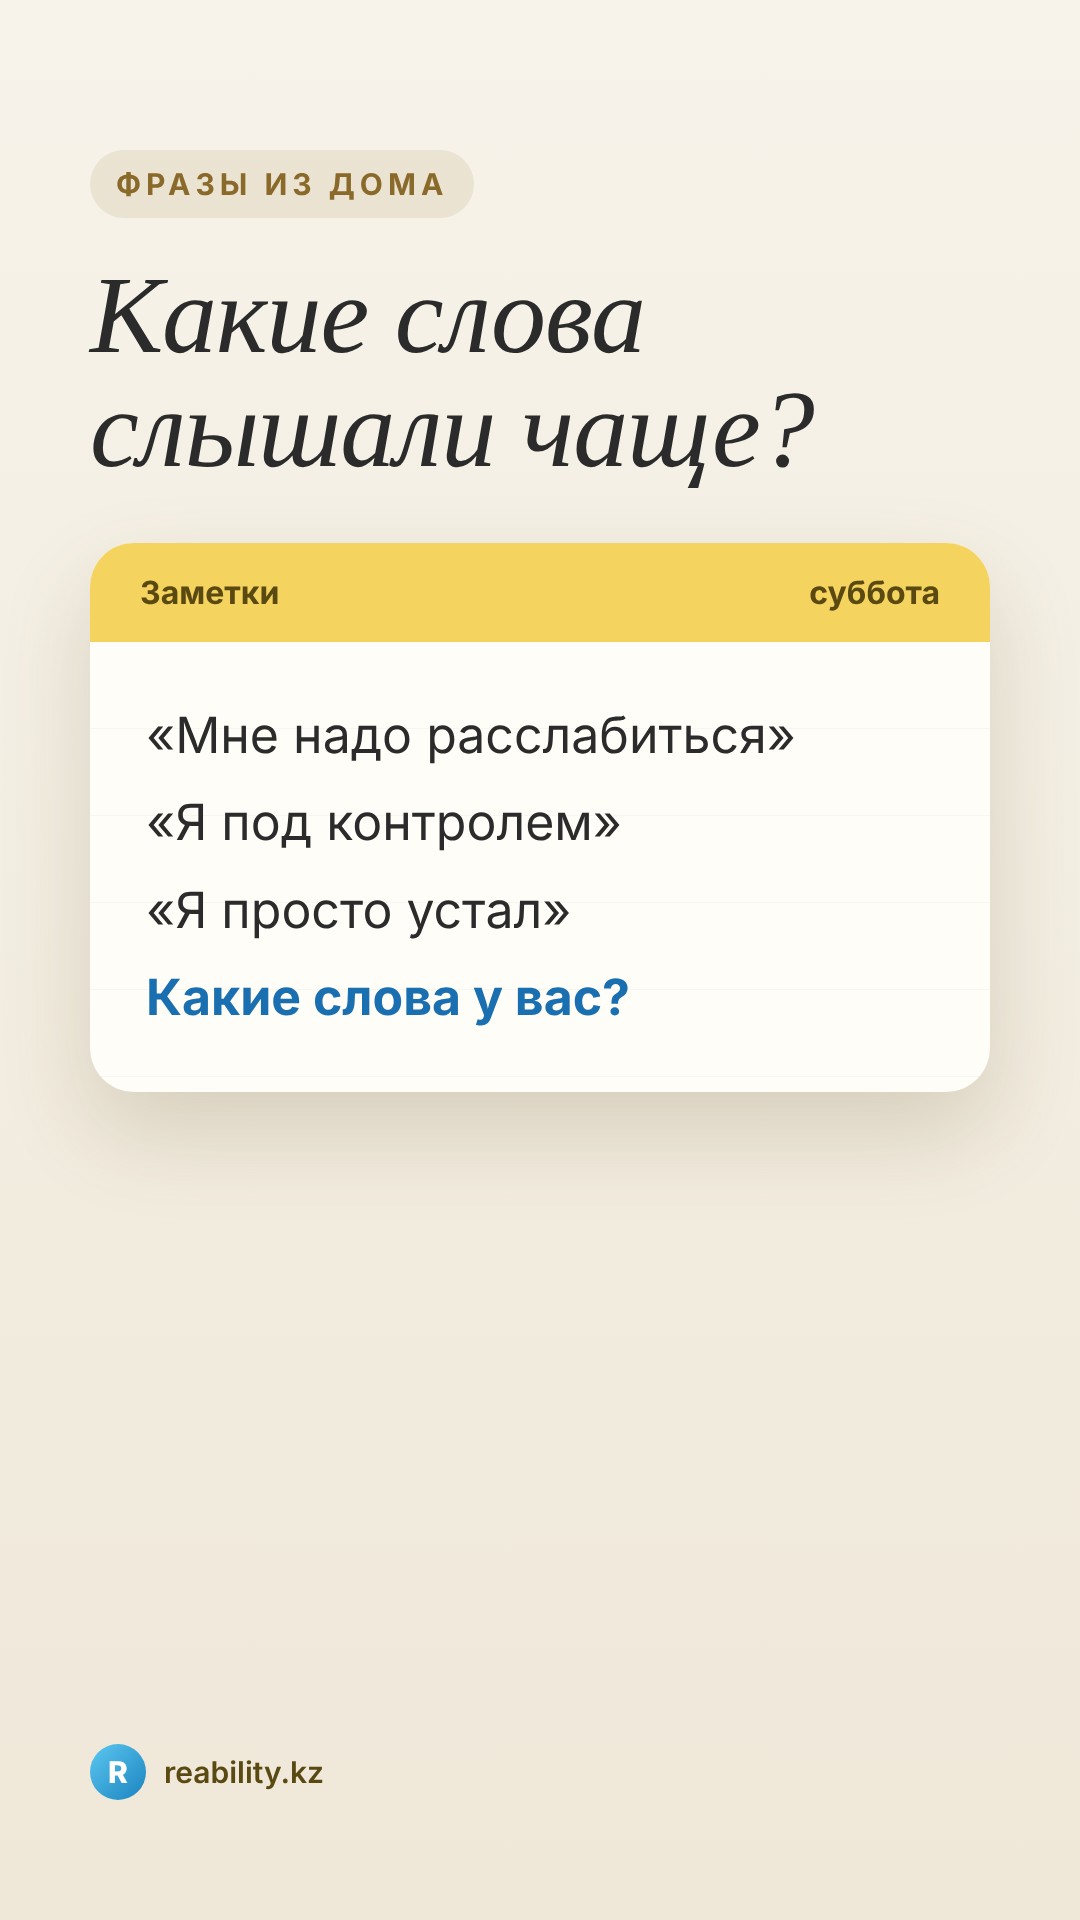 ФРАЗЫ ИЗ ДОМА
Какие слова
слышали чаще?
Заметки суббота
«Мне надо расслабиться»
«Я под контролем»
«Я просто устал»
Какие слова у вас?
R reability.kz